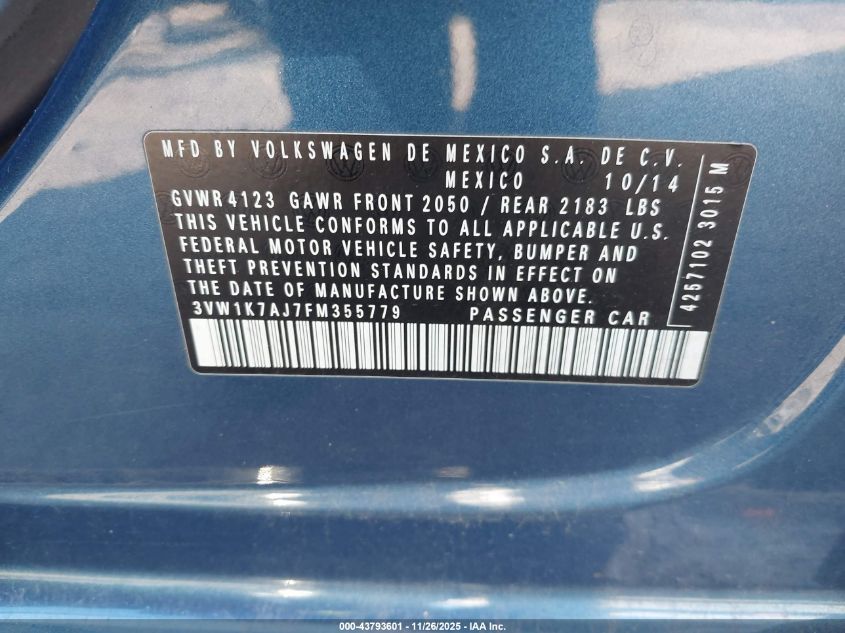 MFD BY VOLKSWAGEN DE MEXICO S.A. DE C.V.
MEXICO 10/14
GVWR 4123 GAWR FRONT 2050 / REAR 2183 LBS
THIS VEHICLE CONFORMS TO ALL APPLICABLE U.S.
FEDERAL MOTOR VEHICLE SAFETY, BUMPER AND
THEFT PREVENTION STANDARDS IN EFFECT ON
THE DATE OF MANUFACTURE SHOWN ABOVE.
3VW1K7AJ7FM355779 PASSENGER CAR
4257102 3015 M
000-43793601 - 11/26/2025 - IAA Inc.